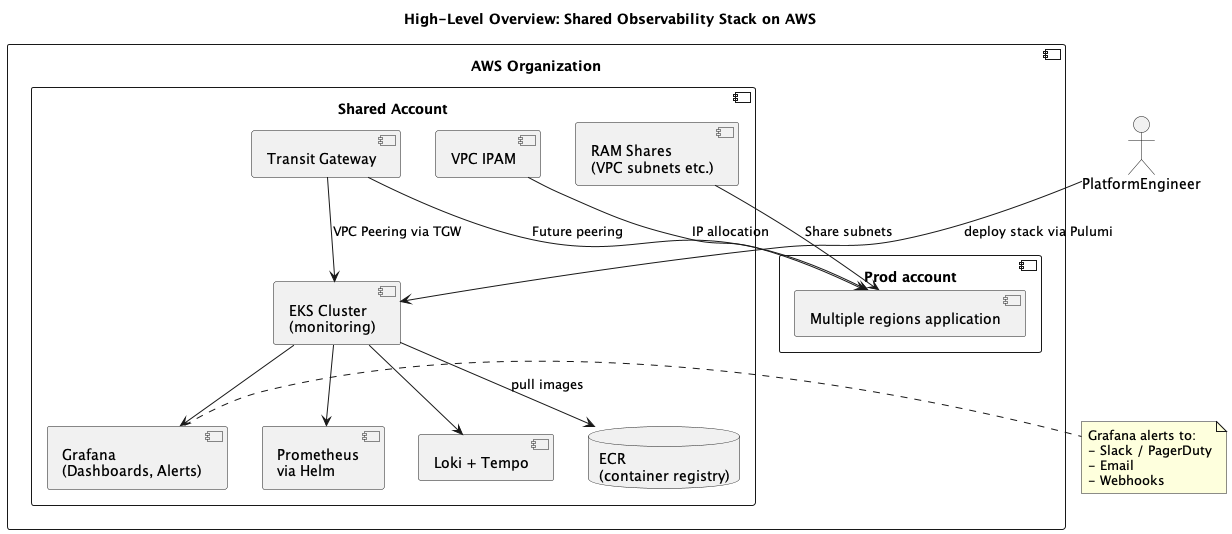 High-Level Overview: Shared Observability Stack on AWS
AWS Organization
Shared Account
Transit Gateway
VPC IPAM
RAM Shares
(VPC subnets etc.)
PlatformEngineer
VPC Peering via TGW
Future peering
IP allocation
Share subnets
deploy stack via Pulumi
Prod account
Multiple regions application
EKS Cluster
(monitoring)
pull images
Grafana
(Dashboards, Alerts)
Prometheus
via Helm
Loki + Tempo
ECR
(container registry)
Grafana alerts to:
- Slack / PagerDuty
- Email
- Webhooks